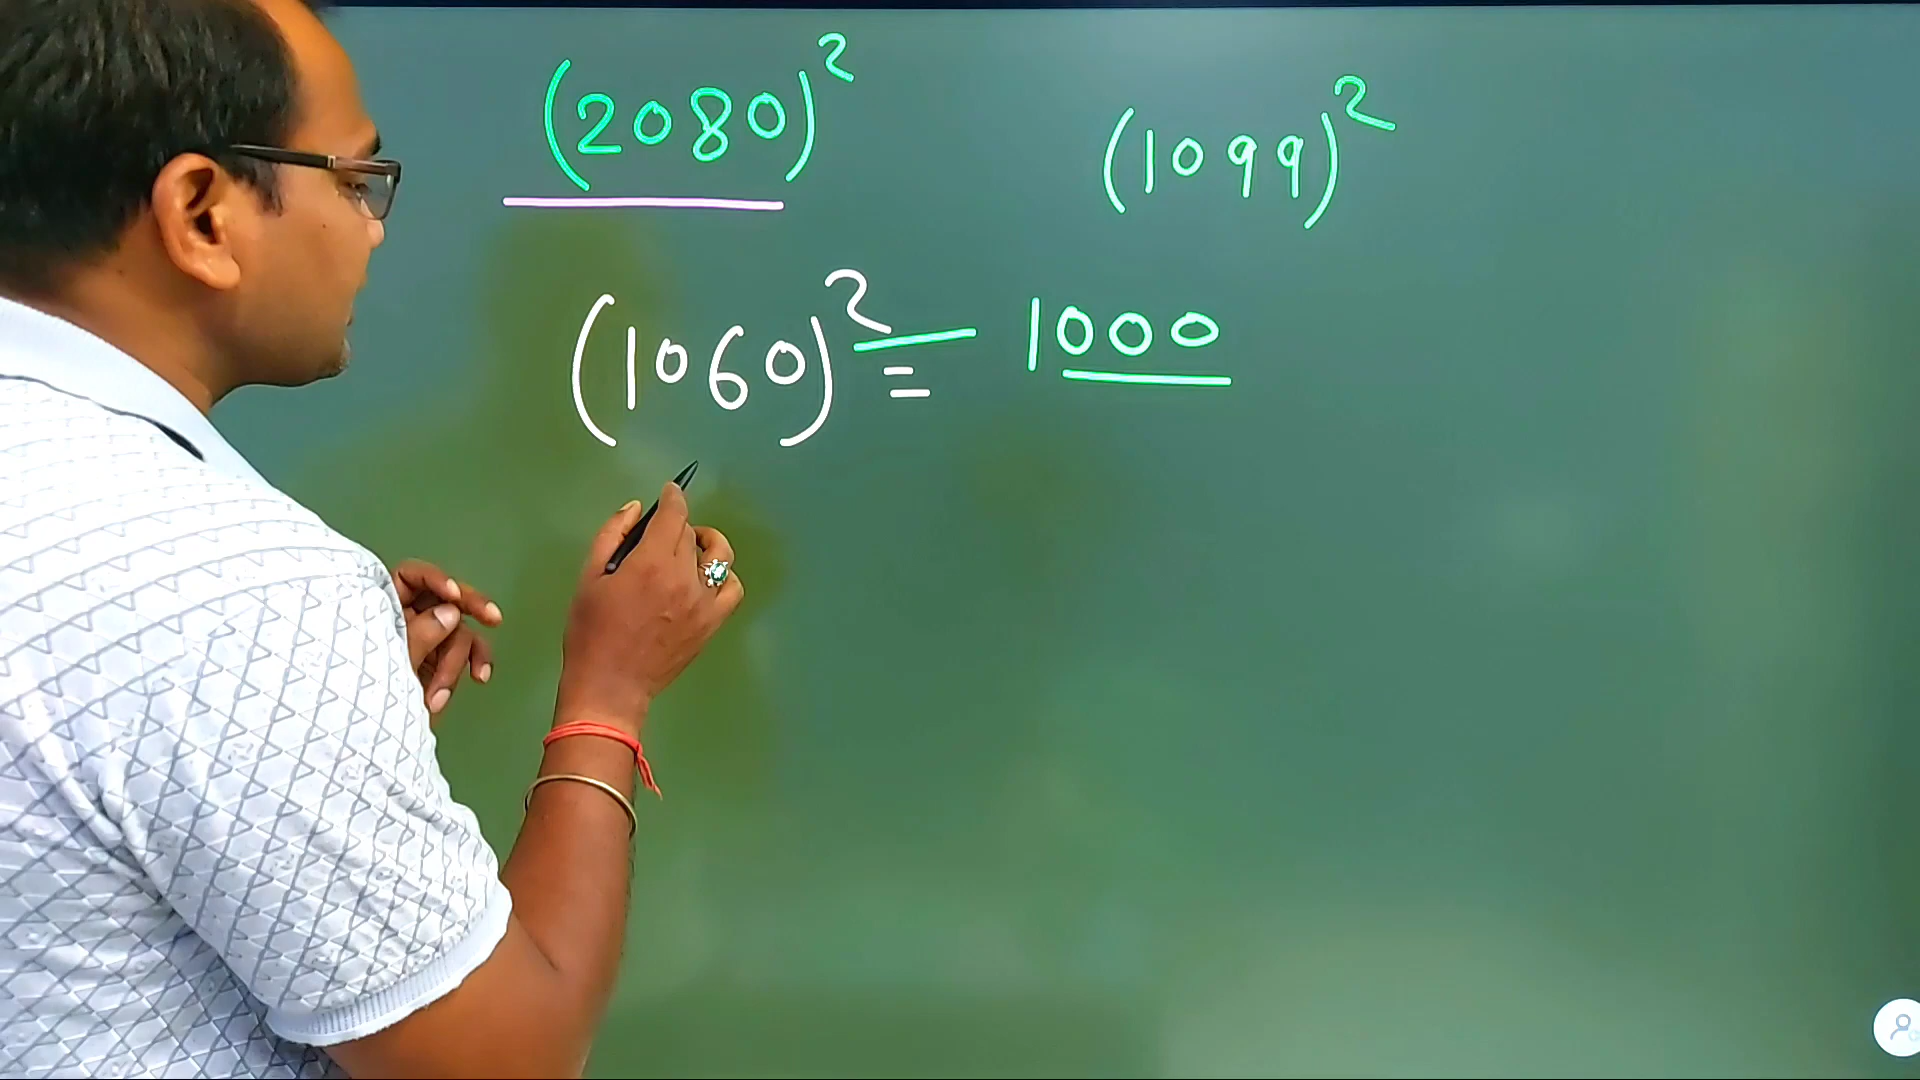 (2080)²
(1099)²
(1060)² = 1000